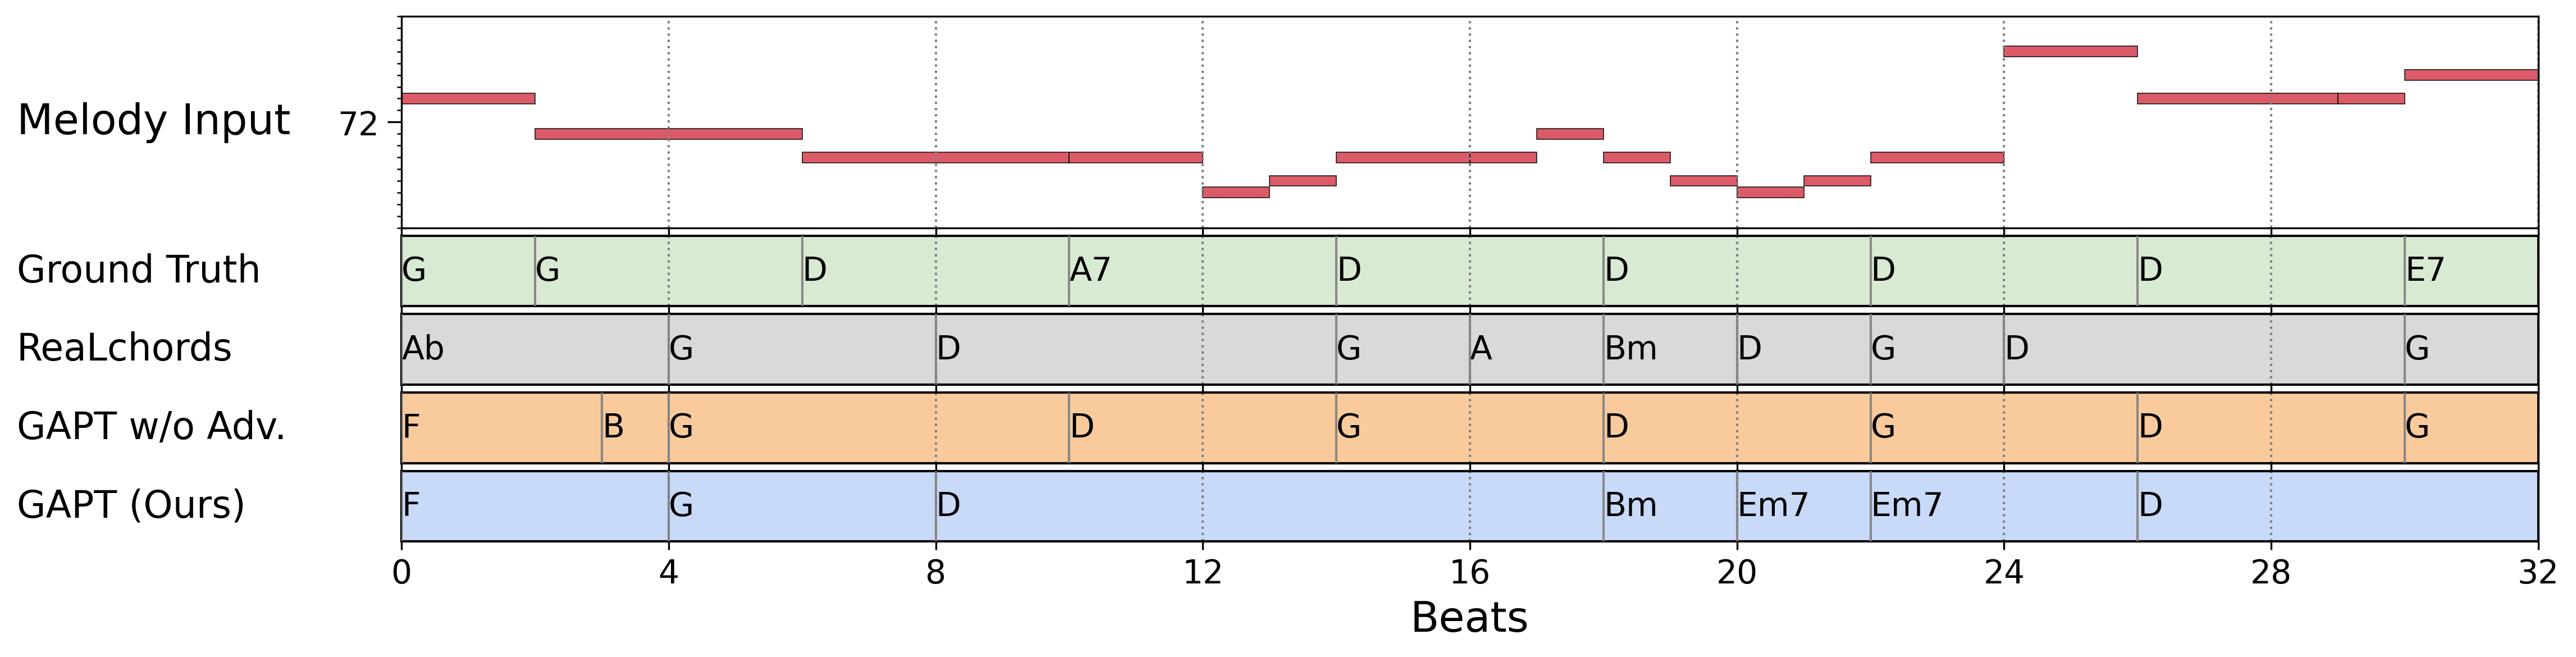 Melody Input 72
Ground Truth G G D A7 D D D D E7
ReaLchords Ab G D G A Bm D G D G
GAPT w/o Adv. F B G D G D G D G
GAPT (Ours) F G D Bm Em7 Em7 D
0 4 8 12 16 20 24 28 32
Beats